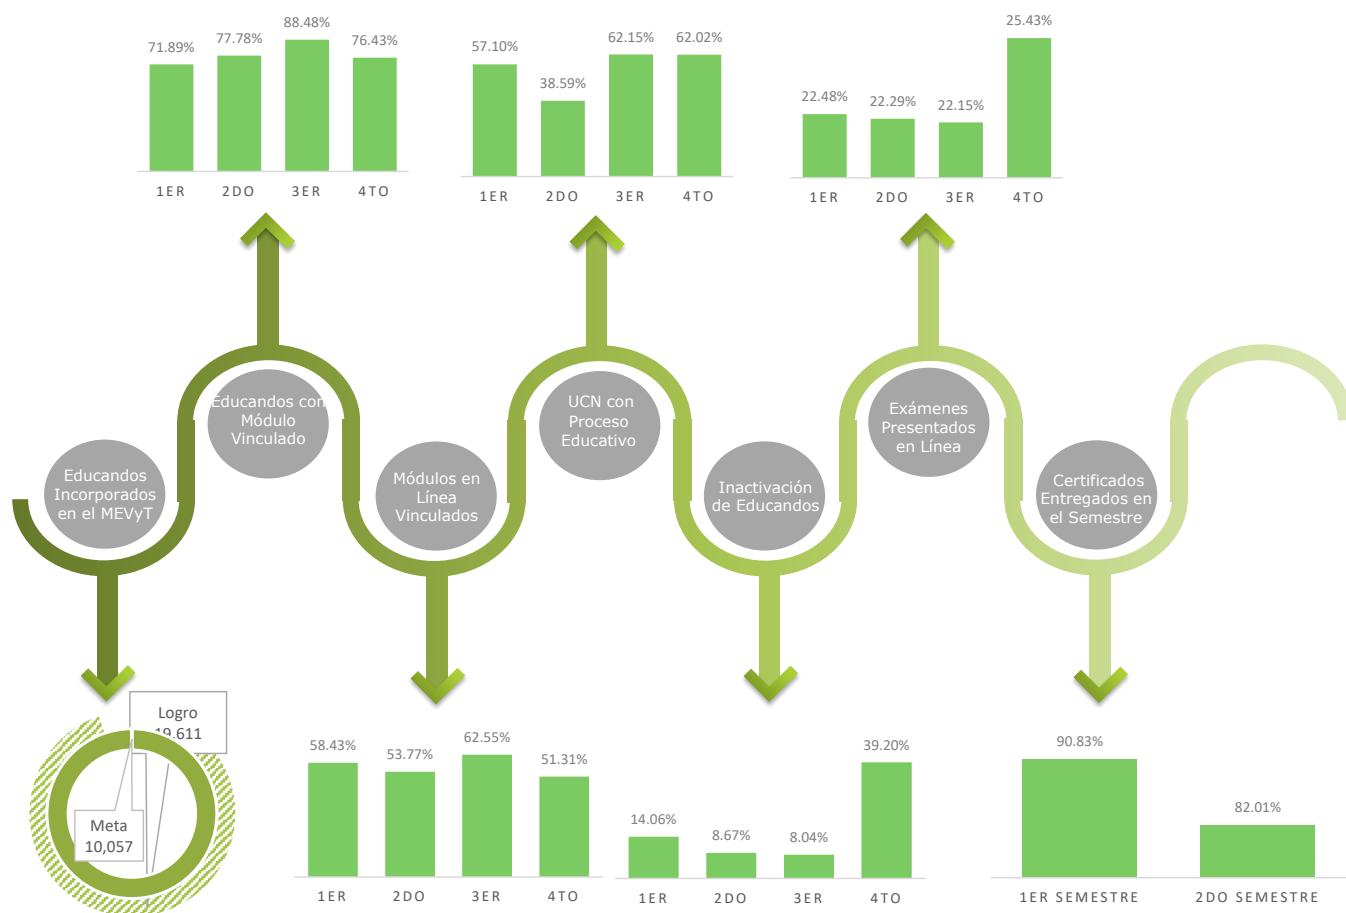 71.89%
77.78%
88.48%
76.43%
1ER
2DO
3ER
4TO
57.10%
38.59%
62.15%
62.02%
1ER
2DO
3ER
4TO
22.48%
22.29%
22.15%
25.43%
1ER
2DO
3ER
4TO
Educandos
Incorporados
en el MEVyT
Educandos con
Módulo
Vinculado
Módulos en
Línea
Vinculados
UCN con
Proceso
Educativo
Inactivación
de Educandos
Exámenes
Presentados
en Línea
Certificados
Entregados en
el Semestre
Logro
19,611
Meta
10,057
58.43%
53.77%
62.55%
51.31%
1ER
2DO
3ER
4TO
14.06%
8.67%
8.04%
39.20%
1ER
2DO
3ER
4TO
90.83%
82.01%
1ER SEMESTRE
2DO SEMESTRE